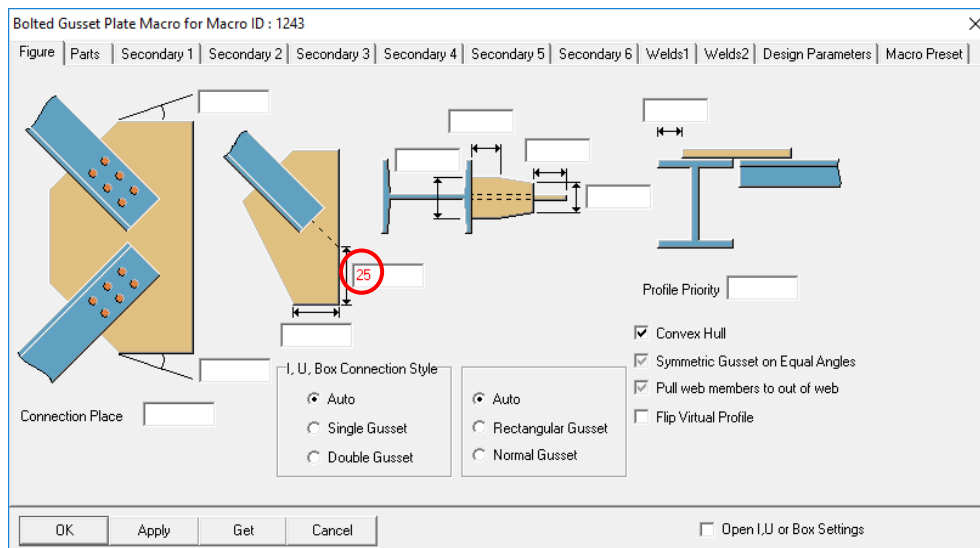 Bolted Gusset Plate Macro for Macro ID : 1243
Figure Parts Secondary 1 Secondary 2 Secondary 3 Secondary 4 Secondary 5 Secondary 6 Welds1 Welds2 Design Parameters Macro Preset
25
Profile Priority
Convex Hull
Symmetric Gusset on Equal Angles
Pull web members to out of web
Flip Virtual Profile
Connection Place
I, U, Box Connection Style
Auto
Single Gusset
Double Gusset
Auto
Rectangular Gusset
Normal Gusset
OK Apply Get Cancel
Open I,U or Box Settings